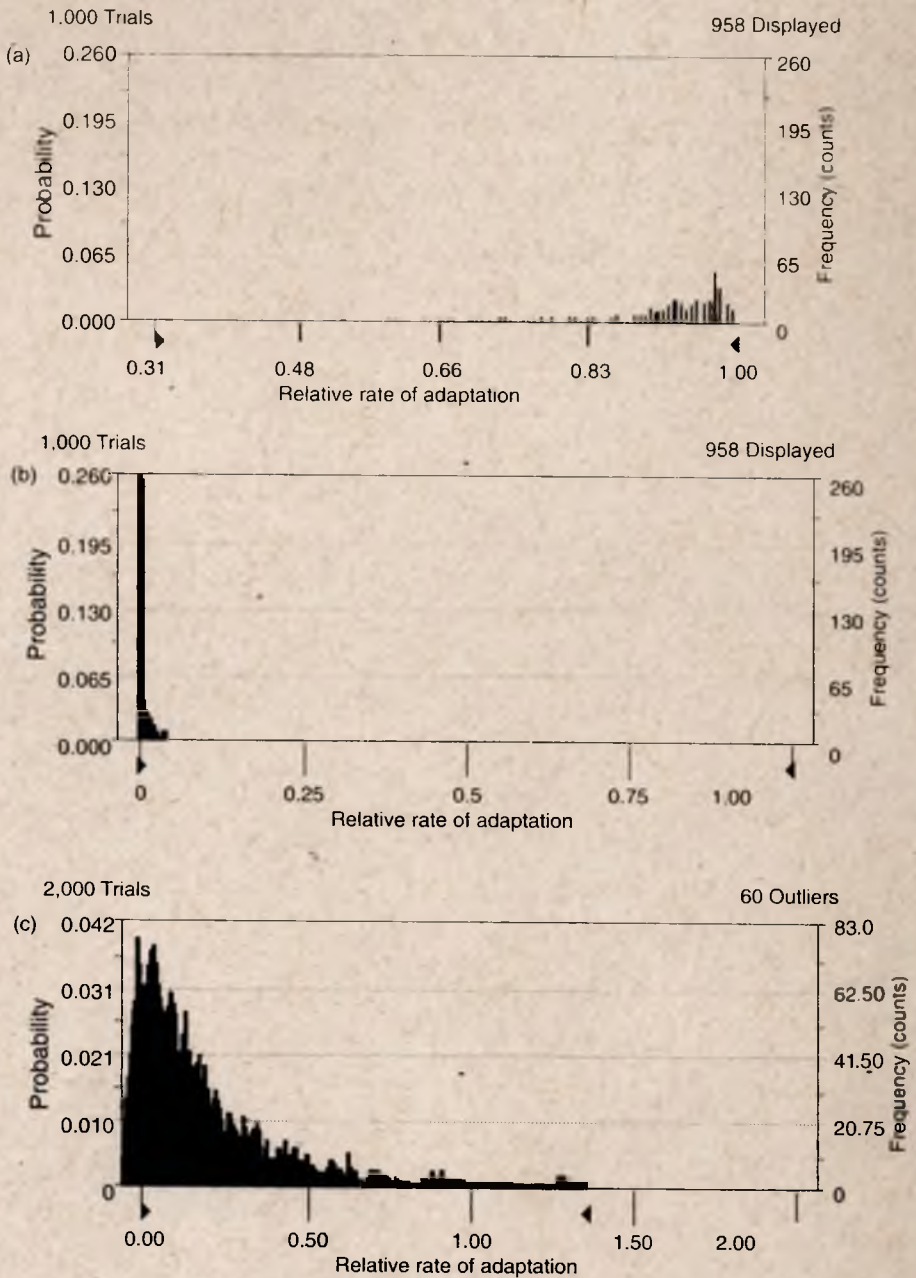 1.000 Trials
958 Displayed
(a)
0.260
0.195
0.130
0.065
0.000
Probability
260
195
130
65
0
Frequency (counts)
0.31
0.48
0.66
0.83
1 00
Relative rate of adaptation
1,000 Trials
958 Displayed
(b)
0.260
0.195
0.130
0.065
0.000
Probability
260
195
130
65
0
Frequency (counts)
0
0.25
0.5
0.75
1.00
Relative rate of adaptation
2,000 Trials
60 Outliers
(c)
0.042
0.031
0.021
0.010
0
Probability
83.0
62.50
41.50
20.75
0
Frequency (counts)
0.00
0.50
1.00
1.50
2.00
Relative rate of adaptation